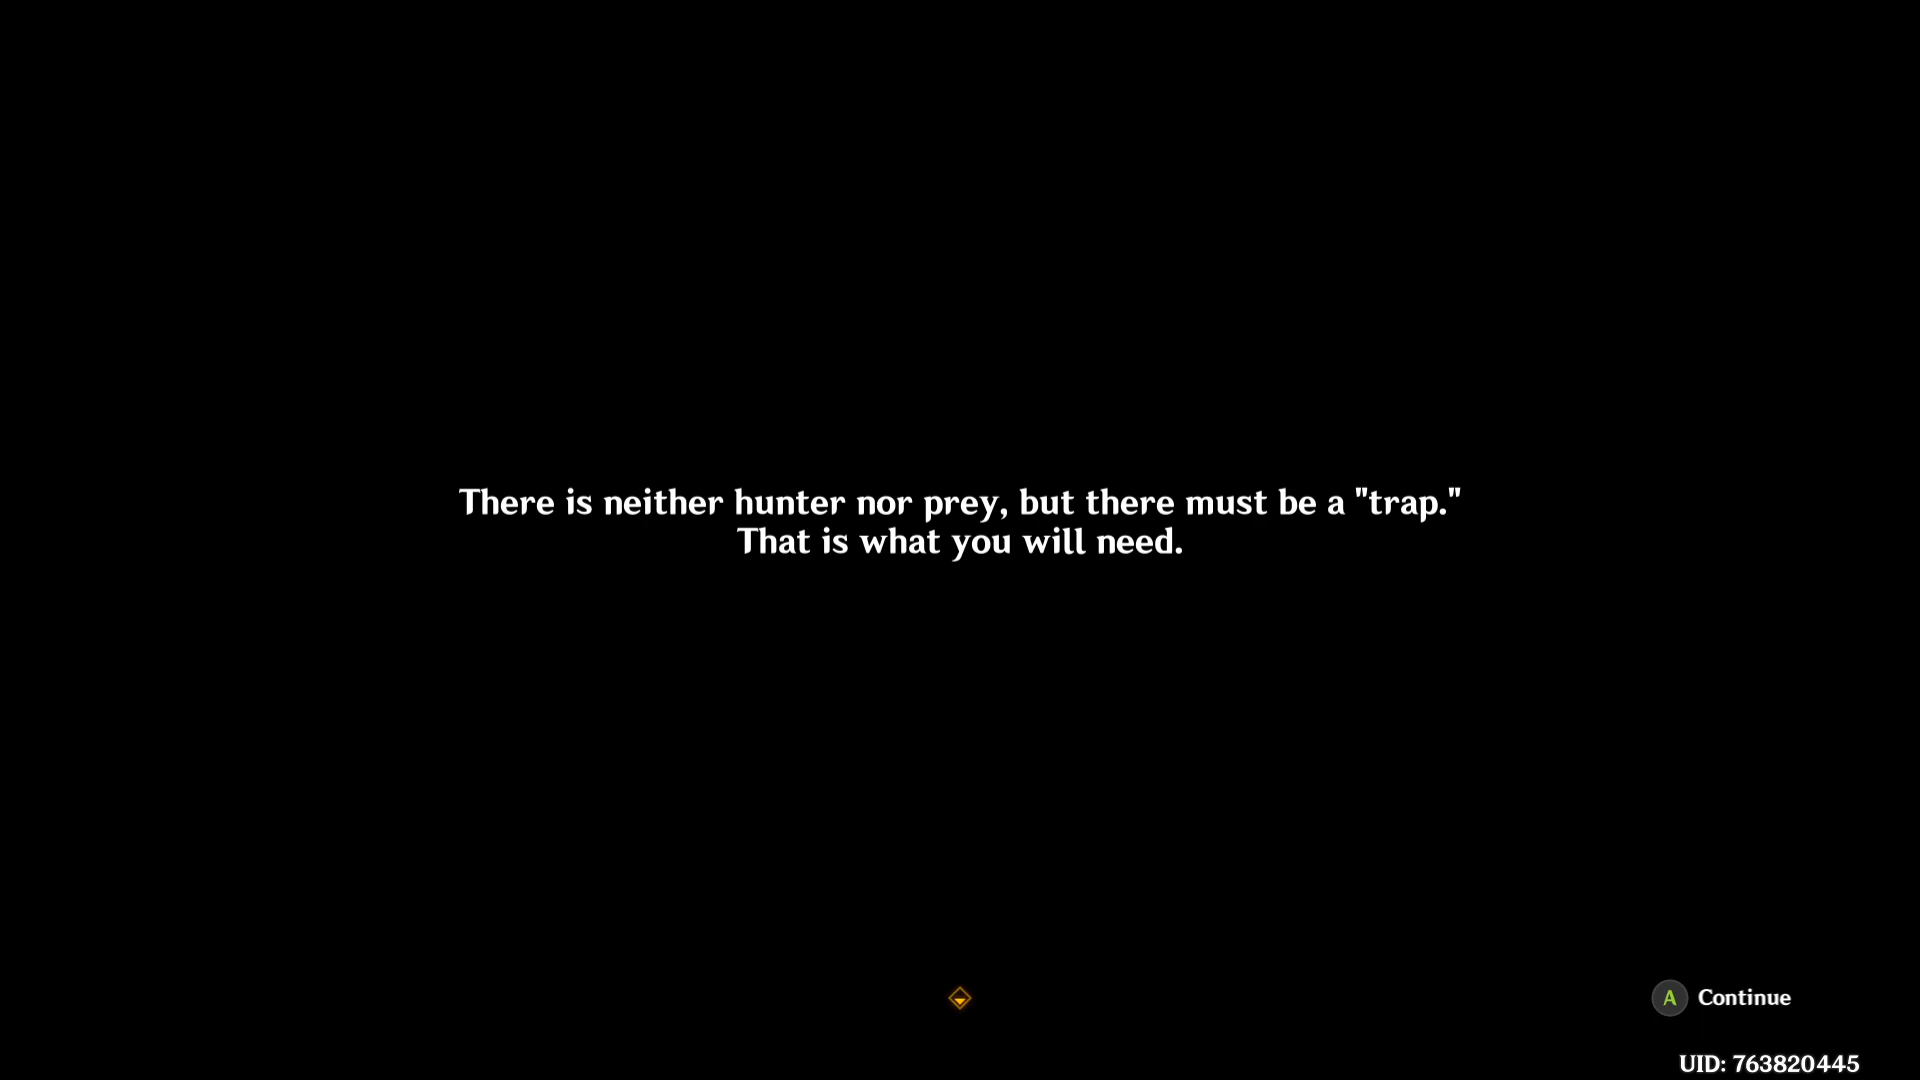 There is neither hunter nor prey, but there must be a "trap."
That is what you will need.
A Continue
UID: 763820445